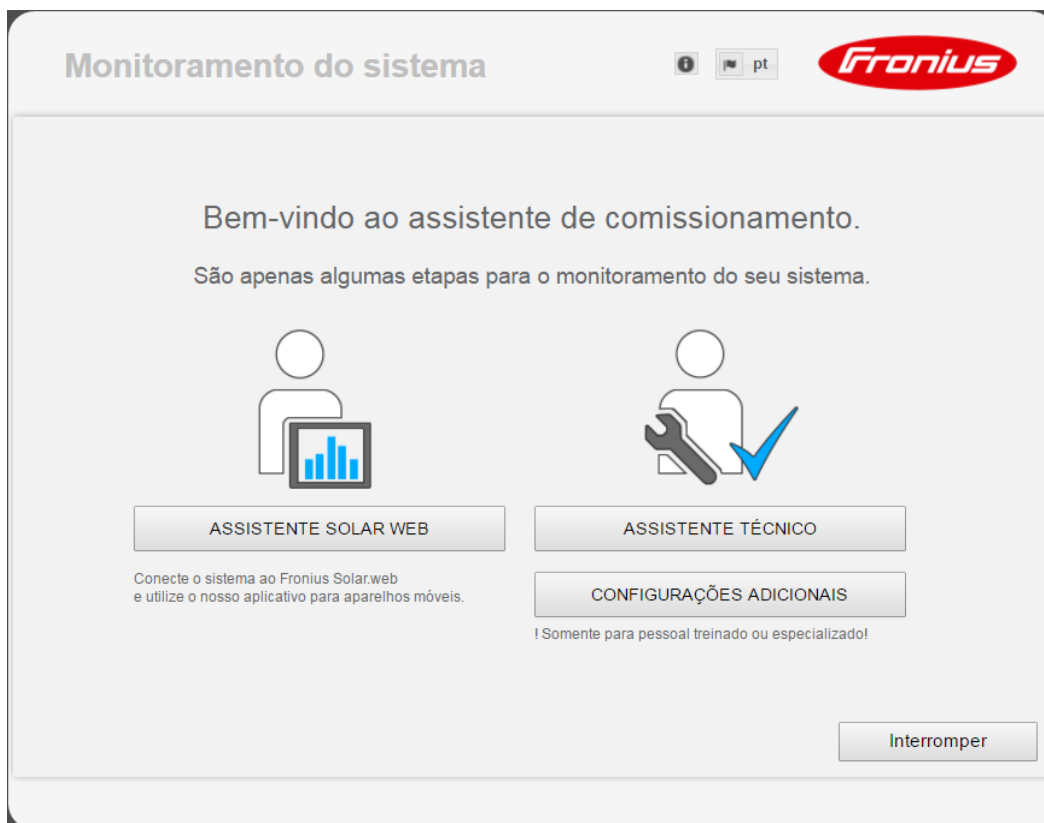 Monitoramento do sistema
pt
Fronius
Bem-vindo ao assistente de comissionamento.
São apenas algumas etapas para o monitoramento do seu sistema.
ASSISTENTE SOLAR WEB
Conecte o sistema ao Fronius Solar.web
e utilize o nosso aplicativo para aparelhos móveis.
ASSISTENTE TÉCNICO
CONFIGURAÇÕES ADICIONAIS
! Somente para pessoal treinado ou especializado!
Interromper